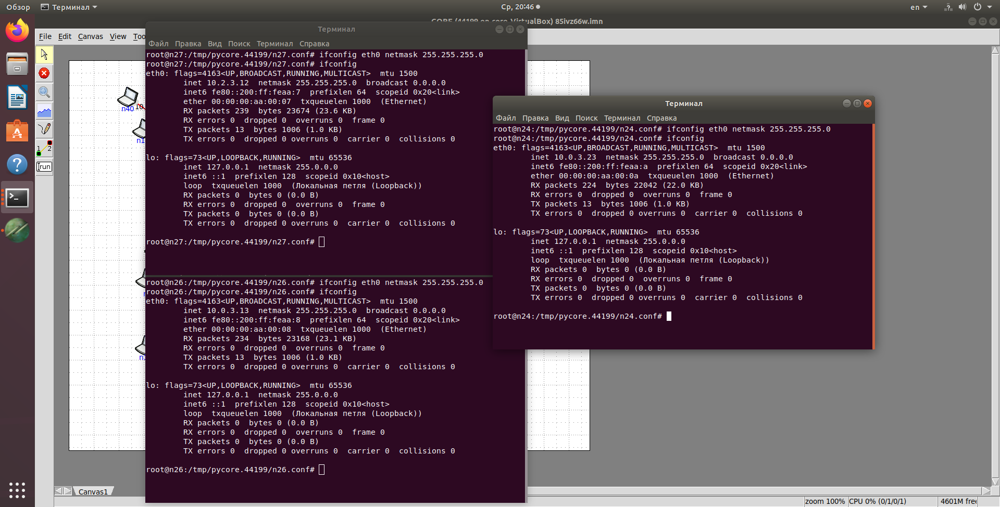 Обзор
Терминал
Ср, 20:46
en
CORE (44199 on core-VirtualBox) 85ivz66w.imn
File Edit Canvas View Too
Терминал
Файл Правка Вид Поиск Терминал Справка
root@n27:/tmp/pycore.44199/n27.conf# ifconfig eth0 netmask 255.255.255.0
root@n27:/tmp/pycore.44199/n27.conf# ifconfig
eth0: flags=4163<UP,BROADCAST,RUNNING,MULTICAST>  mtu 1500
        inet 10.2.3.12  netmask 255.255.255.0  broadcast 0.0.0.0
        inet6 fe80::200:ff:feaa:7  prefixlen 64  scopeid 0x20<link>
        ether 00:00:00:aa:00:07  txqueuelen 1000  (Ethernet)
        RX packets 239  bytes 23674 (23.6 KB)
        RX errors 0  dropped 0  overruns 0  frame 0
        TX packets 13  bytes 1006 (1.0 KB)
        TX errors 0  dropped 0 overruns 0  carrier 0  collisions 0
lo: flags=73<UP,LOOPBACK,RUNNING>  mtu 65536
        inet 127.0.0.1  netmask 255.0.0.0
        inet6 ::1  prefixlen 128  scopeid 0x10<host>
        loop  txqueuelen 1000  (Локальная петля (Loopback))
        RX packets 0  bytes 0 (0.0 B)
        RX errors 0  dropped 0  overruns 0  frame 0
        TX packets 0  bytes 0 (0.0 B)
        TX errors 0  dropped 0 overruns 0  carrier 0  collisions 0
root@n27:/tmp/pycore.44199/n27.conf#
root@n26:/tmp/pycore.44199/n26.conf# ifconfig eth0 netmask 255.255.255.0
root@n26:/tmp/pycore.44199/n26.conf# ifconfig
eth0: flags=4163<UP,BROADCAST,RUNNING,MULTICAST>  mtu 1500
        inet 10.0.3.13  netmask 255.255.255.0  broadcast 0.0.0.0
        inet6 fe80::200:ff:feaa:8  prefixlen 64  scopeid 0x20<link>
        ether 00:00:00:aa:00:08  txqueuelen 1000  (Ethernet)
        RX packets 234  bytes 23168 (23.1 KB)
        RX errors 0  dropped 0  overruns 0  frame 0
        TX packets 13  bytes 1006 (1.0 KB)
        TX errors 0  dropped 0 overruns 0  carrier 0  collisions 0
lo: flags=73<UP,LOOPBACK,RUNNING>  mtu 65536
        inet 127.0.0.1  netmask 255.0.0.0
        inet6 ::1  prefixlen 128  scopeid 0x10<host>
        loop  txqueuelen 1000  (Локальная петля (Loopback))
        RX packets 0  bytes 0 (0.0 B)
        RX errors 0  dropped 0  overruns 0  frame 0
        TX packets 0  bytes 0 (0.0 B)
        TX errors 0  dropped 0 overruns 0  carrier 0  collisions 0
root@n26:/tmp/pycore.44199/n26.conf#
Терминал
Файл Правка Вид Поиск Терминал Справка
root@n24:/tmp/pycore.44199/n24.conf# ifconfig eth0 netmask 255.255.255.0
root@n24:/tmp/pycore.44199/n24.conf# ifconfig
eth0: flags=4163<UP,BROADCAST,RUNNING,MULTICAST>  mtu 1500
        inet 10.0.3.23  netmask 255.255.255.0  broadcast 0.0.0.0
        inet6 fe80::200:ff:feaa:a  prefixlen 64  scopeid 0x20<link>
        ether 00:00:00:aa:00:0a  txqueuelen 1000  (Ethernet)
        RX packets 224  bytes 22042 (22.0 KB)
        RX errors 0  dropped 0  overruns 0  frame 0
        TX packets 13  bytes 1006 (1.0 KB)
        TX errors 0  dropped 0 overruns 0  carrier 0  collisions 0
lo: flags=73<UP,LOOPBACK,RUNNING>  mtu 65536
        inet 127.0.0.1  netmask 255.0.0.0
        inet6 ::1  prefixlen 128  scopeid 0x10<host>
        loop  txqueuelen 1000  (Локальная петля (Loopback))
        RX packets 0  bytes 0 (0.0 B)
        RX errors 0  dropped 0  overruns 0  frame 0
        TX packets 0  bytes 0 (0.0 B)
        TX errors 0  dropped 0 overruns 0  carrier 0  collisions 0
root@n24:/tmp/pycore.44199/n24.conf#
n40
10.
n1
1 2
run
Canvas1
zoom 100%
CPU 0% (0/1/0/1)
4601M free